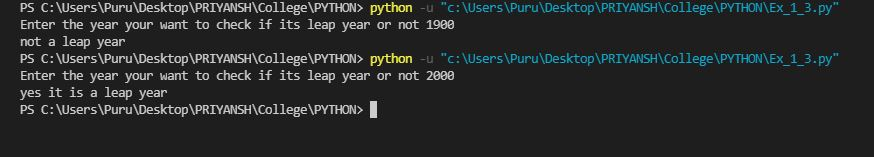 PS C:\Users\Puru\Desktop\PRIYANSH\College\PYTHON> python -u "c:\Users\Puru\Desktop\PRIYANSH\College\PYTHON\Ex_1_3.py"
Enter the year your want to check if its leap year or not 1900
not a leap year
PS C:\Users\Puru\Desktop\PRIYANSH\College\PYTHON> python -u "c:\Users\Puru\Desktop\PRIYANSH\College\PYTHON\Ex_1_3.py"
Enter the year your want to check if its leap year or not 2000
yes it is a leap year
PS C:\Users\Puru\Desktop\PRIYANSH\College\PYTHON>